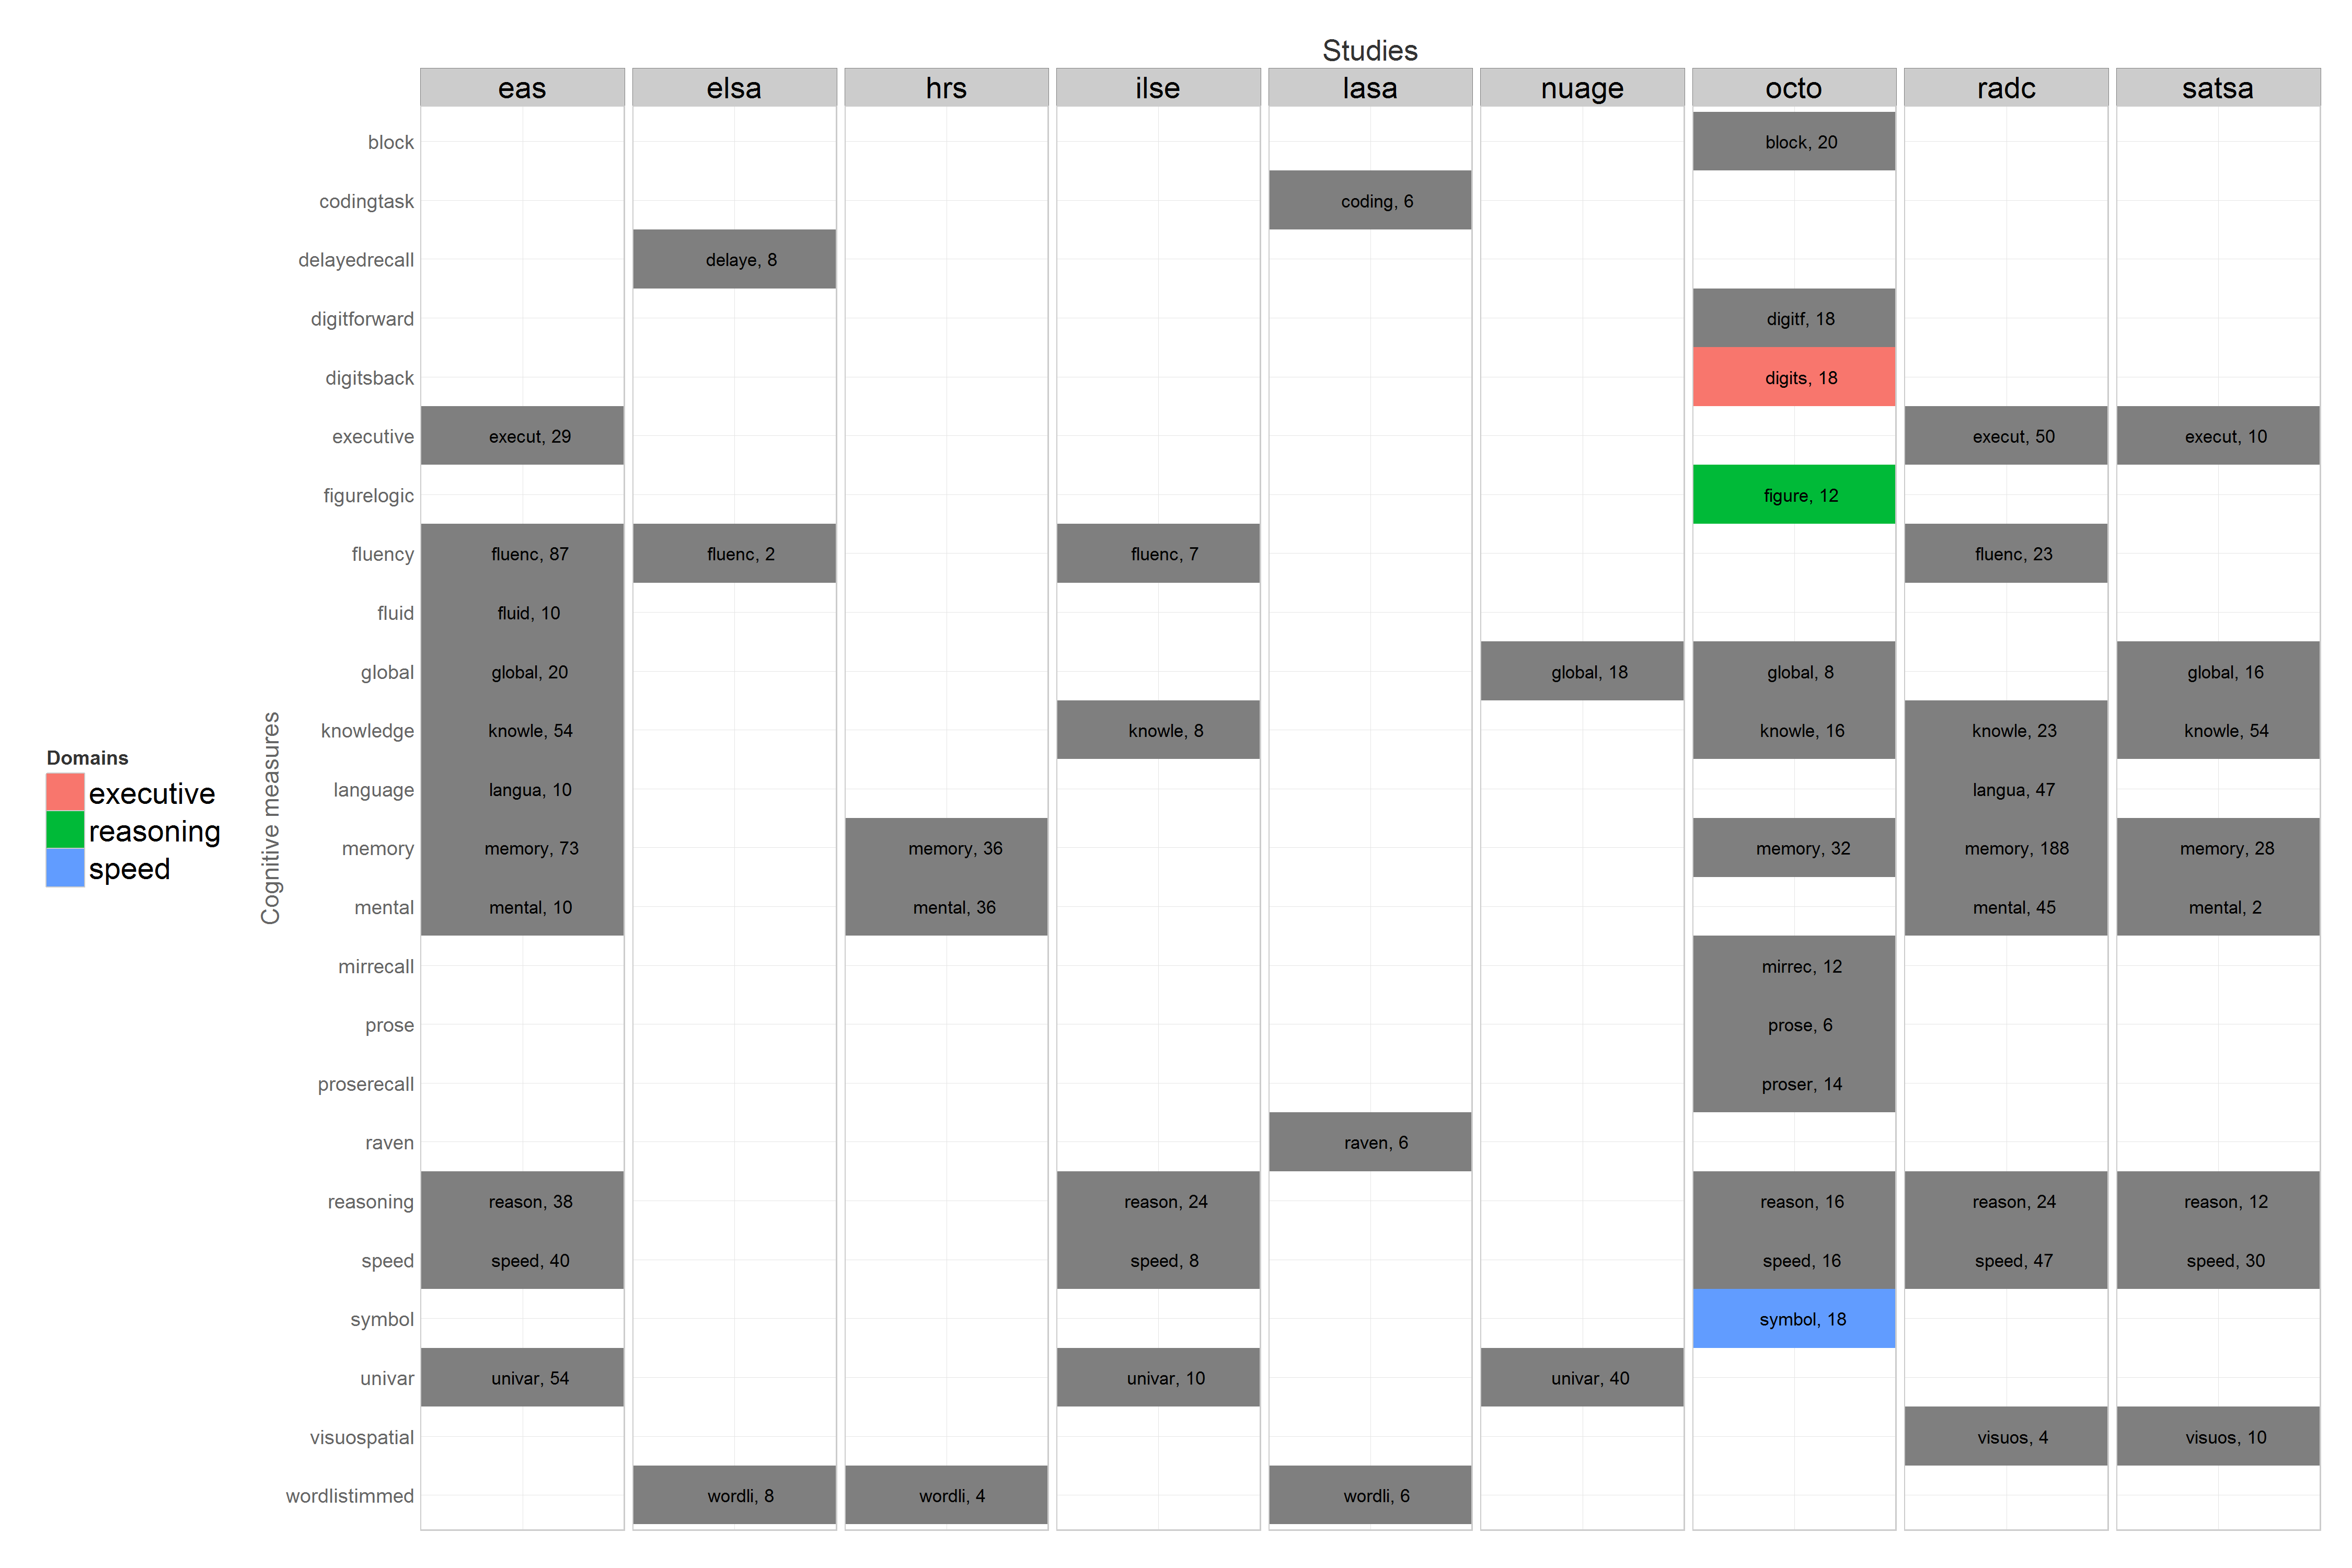 Studies
eas elsa hrs ilse lasa nuage octo radc satsa
block block, 20
codingtask coding, 6
delayedrecall delaye, 8
digitforward digitf, 18
digitsback digits, 18
executive execut, 29 execut, 50 execut, 10
figurelogic figure, 12
fluency fluenc, 87 fluenc, 2 fluenc, 7 fluenc, 23
fluid fluid, 10
global global, 20 global, 18 global, 8 global, 16
knowledge knowle, 54 knowle, 8 knowle, 16 knowle, 23 knowle, 54
language langua, 10 langua, 47
memory memory, 73 memory, 36 memory, 32 memory, 188 memory, 28
mental mental, 10 mental, 36 mental, 45 mental, 2
mirrecall mirrec, 12
prose prose, 6
proserecall proser, 14
raven raven, 6
reasoning reason, 38 reason, 24 reason, 16 reason, 24 reason, 12
speed speed, 40 speed, 8 speed, 16 speed, 47 speed, 30
symbol symbol, 18
univar univar, 54 univar, 10 univar, 40
visuospatial visuos, 4 visuos, 10
wordlistimmed wordli, 8 wordli, 4 wordli, 6
Cognitive measures
Domains
executive
reasoning
speed